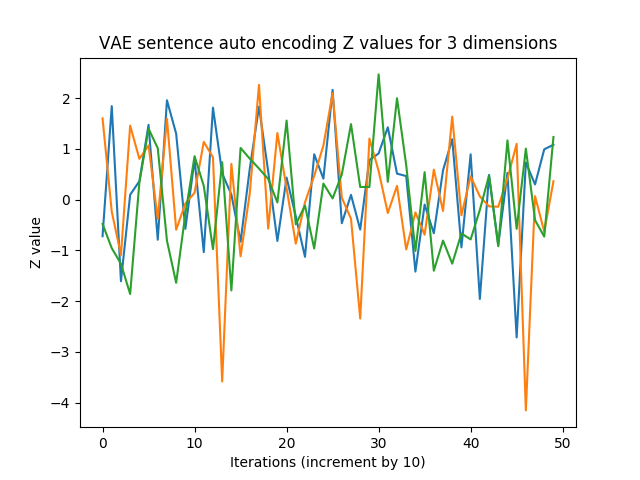 VAE sentence auto encoding Z values for 3 dimensions
Z value
2
1
0
−1
−2
−3
−4
0 10 20 30 40 50
Iterations (increment by 10)